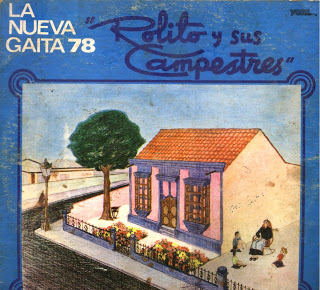 LA
NUEVA
GAITA 78
"Rolito y sus
Campestres"